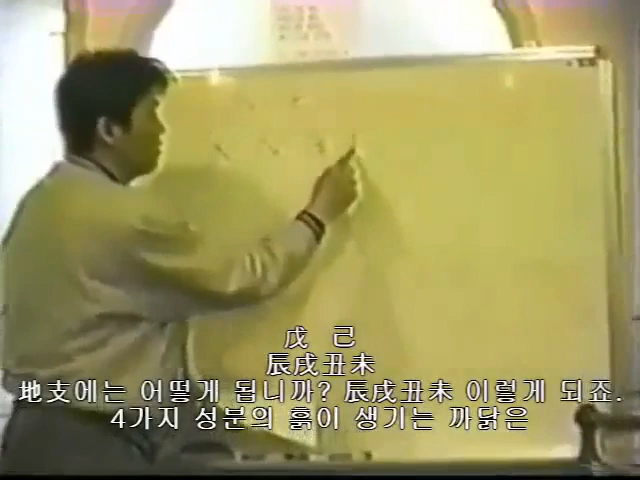 戊 己
辰戌丑未
地支에는 어떻게 됩니까? 辰戌丑未 이렇게 되죠.
4가지 성분의 흙이 생기는 까닭은